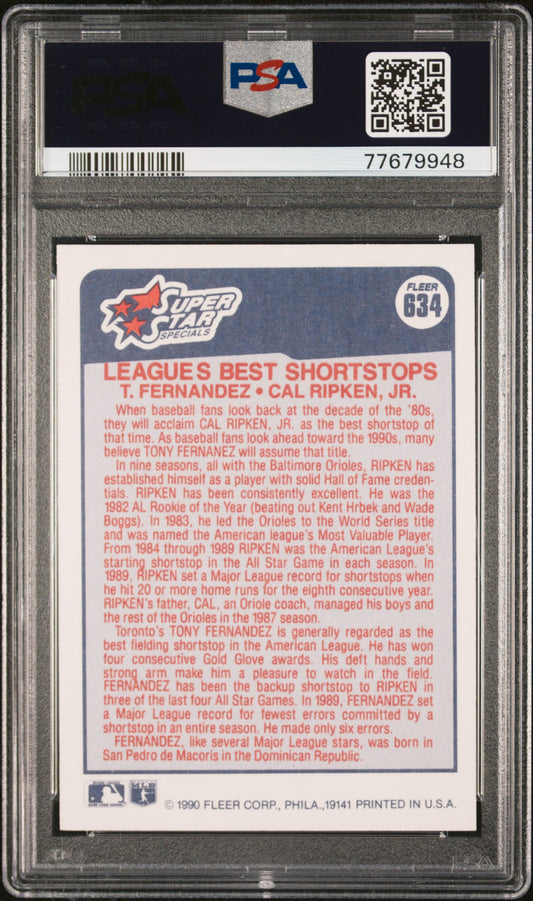 PSA
77679948
SUPER
STAR
SPECIALS
FLEER
634
LEAGUE'S BEST SHORTSTOPS
T. FERNANDEZ • CAL RIPKEN, JR.
When baseball fans look back at the decade of the '80s,
they will acclaim CAL RIPKEN, JR. as the best shortstop of
that time. As baseball fans look ahead toward the 1990s, many
believe TONY FERNANEZ will assume that title.
In nine seasons, all with the Baltimore Orioles, RIPKEN has
established himself as a player with solid Hall of Fame creden-
tials. RIPKEN has been consistently excellent. He was the
1982 AL Rookie of the Year (beating out Kent Hrbek and Wade
Boggs). In 1983, he led the Orioles to the World Series title
and was named the American league's Most Valuable Player.
From 1984 through 1989 RIPKEN was the American League's
starting shortstop in the All Star Game in each season. In
1989, RIPKEN set a Major League record for shortstops when
he hit 20 or more home runs for the eighth consecutive year.
RIPKEN's father, CAL, an Oriole coach, managed his boys and
the rest of the Orioles in the 1987 season.
Toronto's TONY FERNANDEZ is generally regarded as the
best fielding shortstop in the American League. He has won
four consecutive Gold Glove awards. His deft hands and
strong arm make him a pleasure to watch in the field.
FERNANDEZ has been the backup shortstop to RIPKEN in
three of the last four All Star Games. In 1989, FERNANDEZ set
a Major League record for fewest errors committed by a
shortstop in an entire season. He made only six errors.
FERNANDEZ, like several Major League stars, was born in
San Pedro de Macoris in the Dominican Republic.
© 1990 FLEER CORP., PHILA.,19141 PRINTED IN U.S.A.